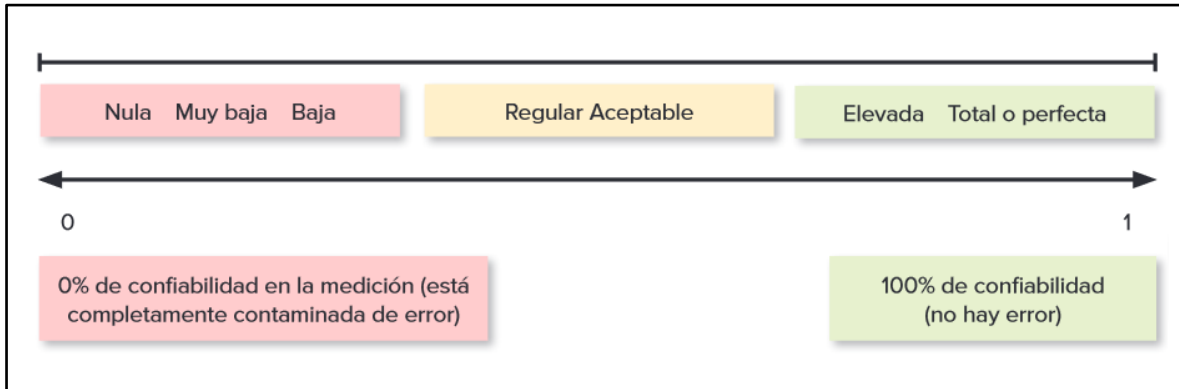 Nula Muy baja Baja
Regular Aceptable
Elevada Total o perfecta
0
1
0% de confiabilidad en la medición (está
completamente contaminada de error)
100% de confiabilidad
(no hay error)